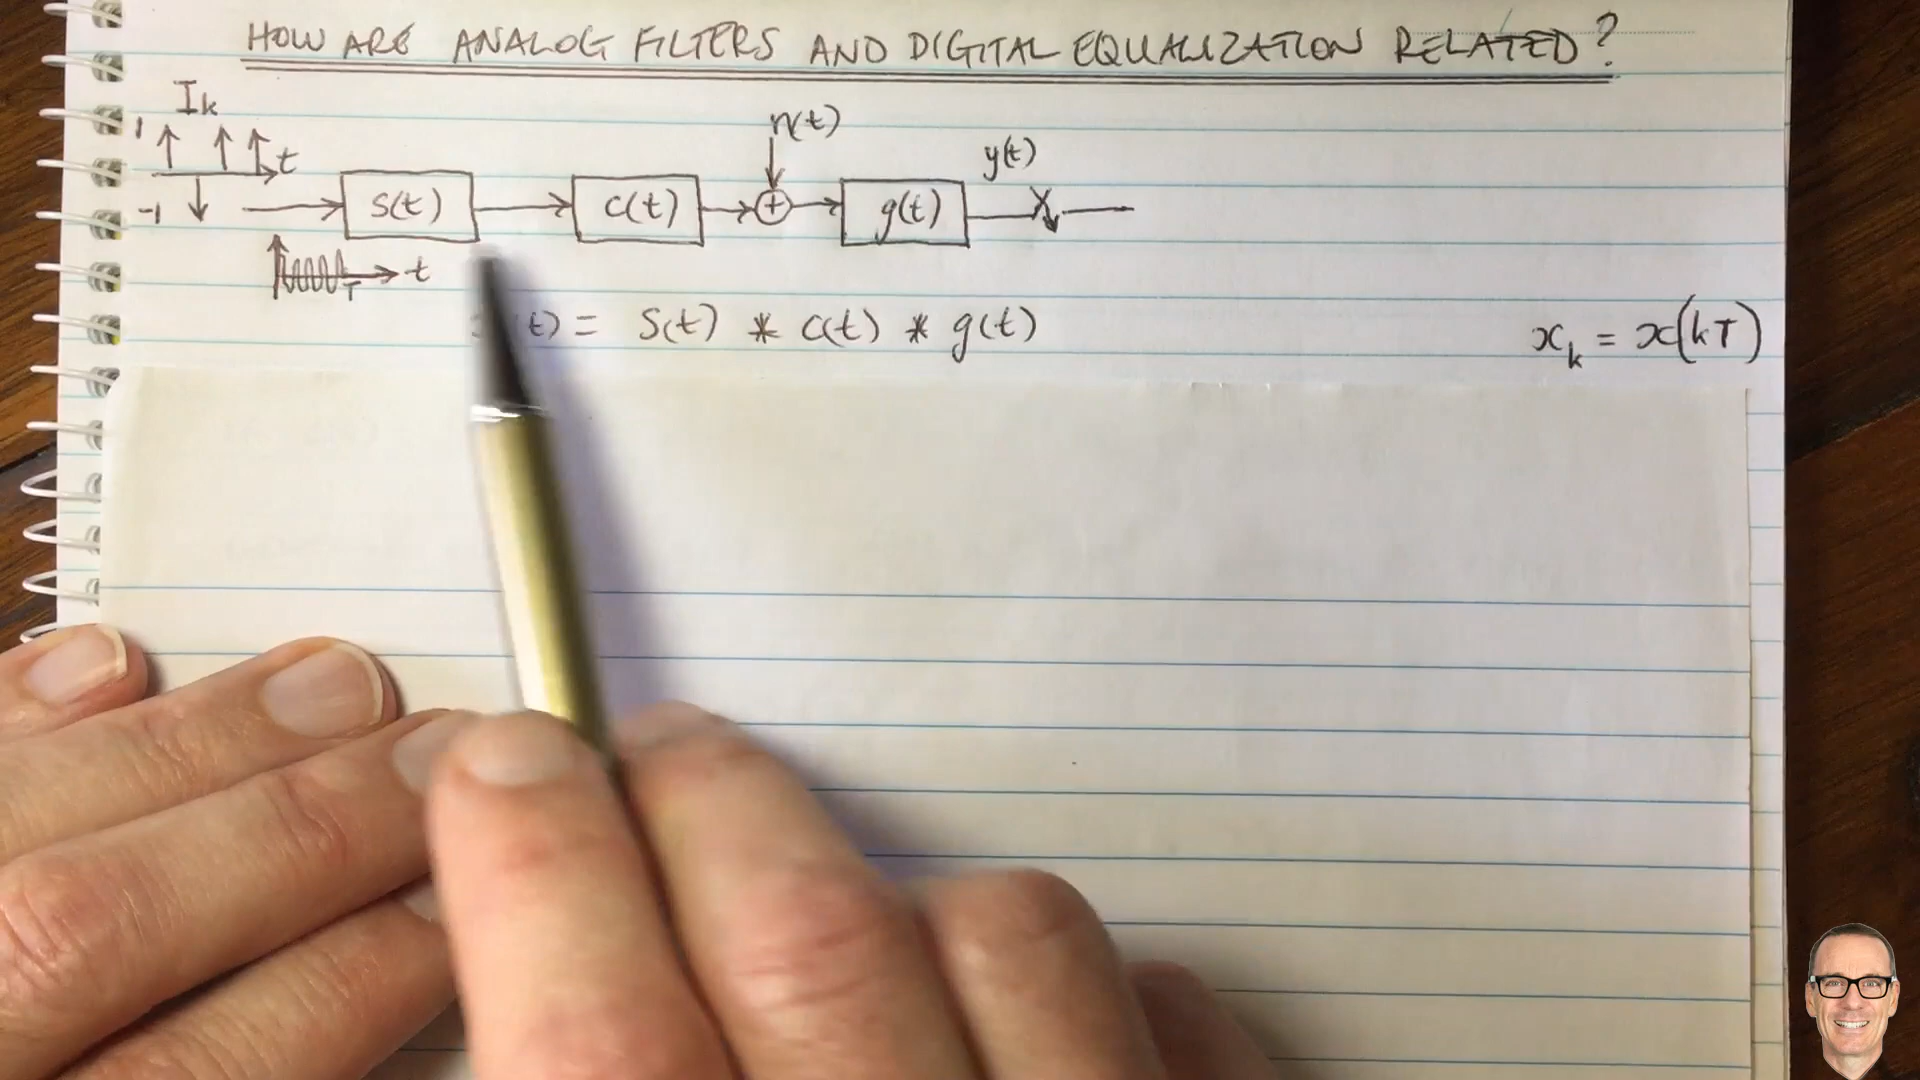 HOW ARE ANALOG FILTERS AND DIGITAL EQUALIZATION RELATED?
Ik
1
t
-1
n(t)
y(t)
s(t)
c(t)
+
g(t)
t
T
(t) = s(t) * c(t) * g(t)
xk = x(kT)